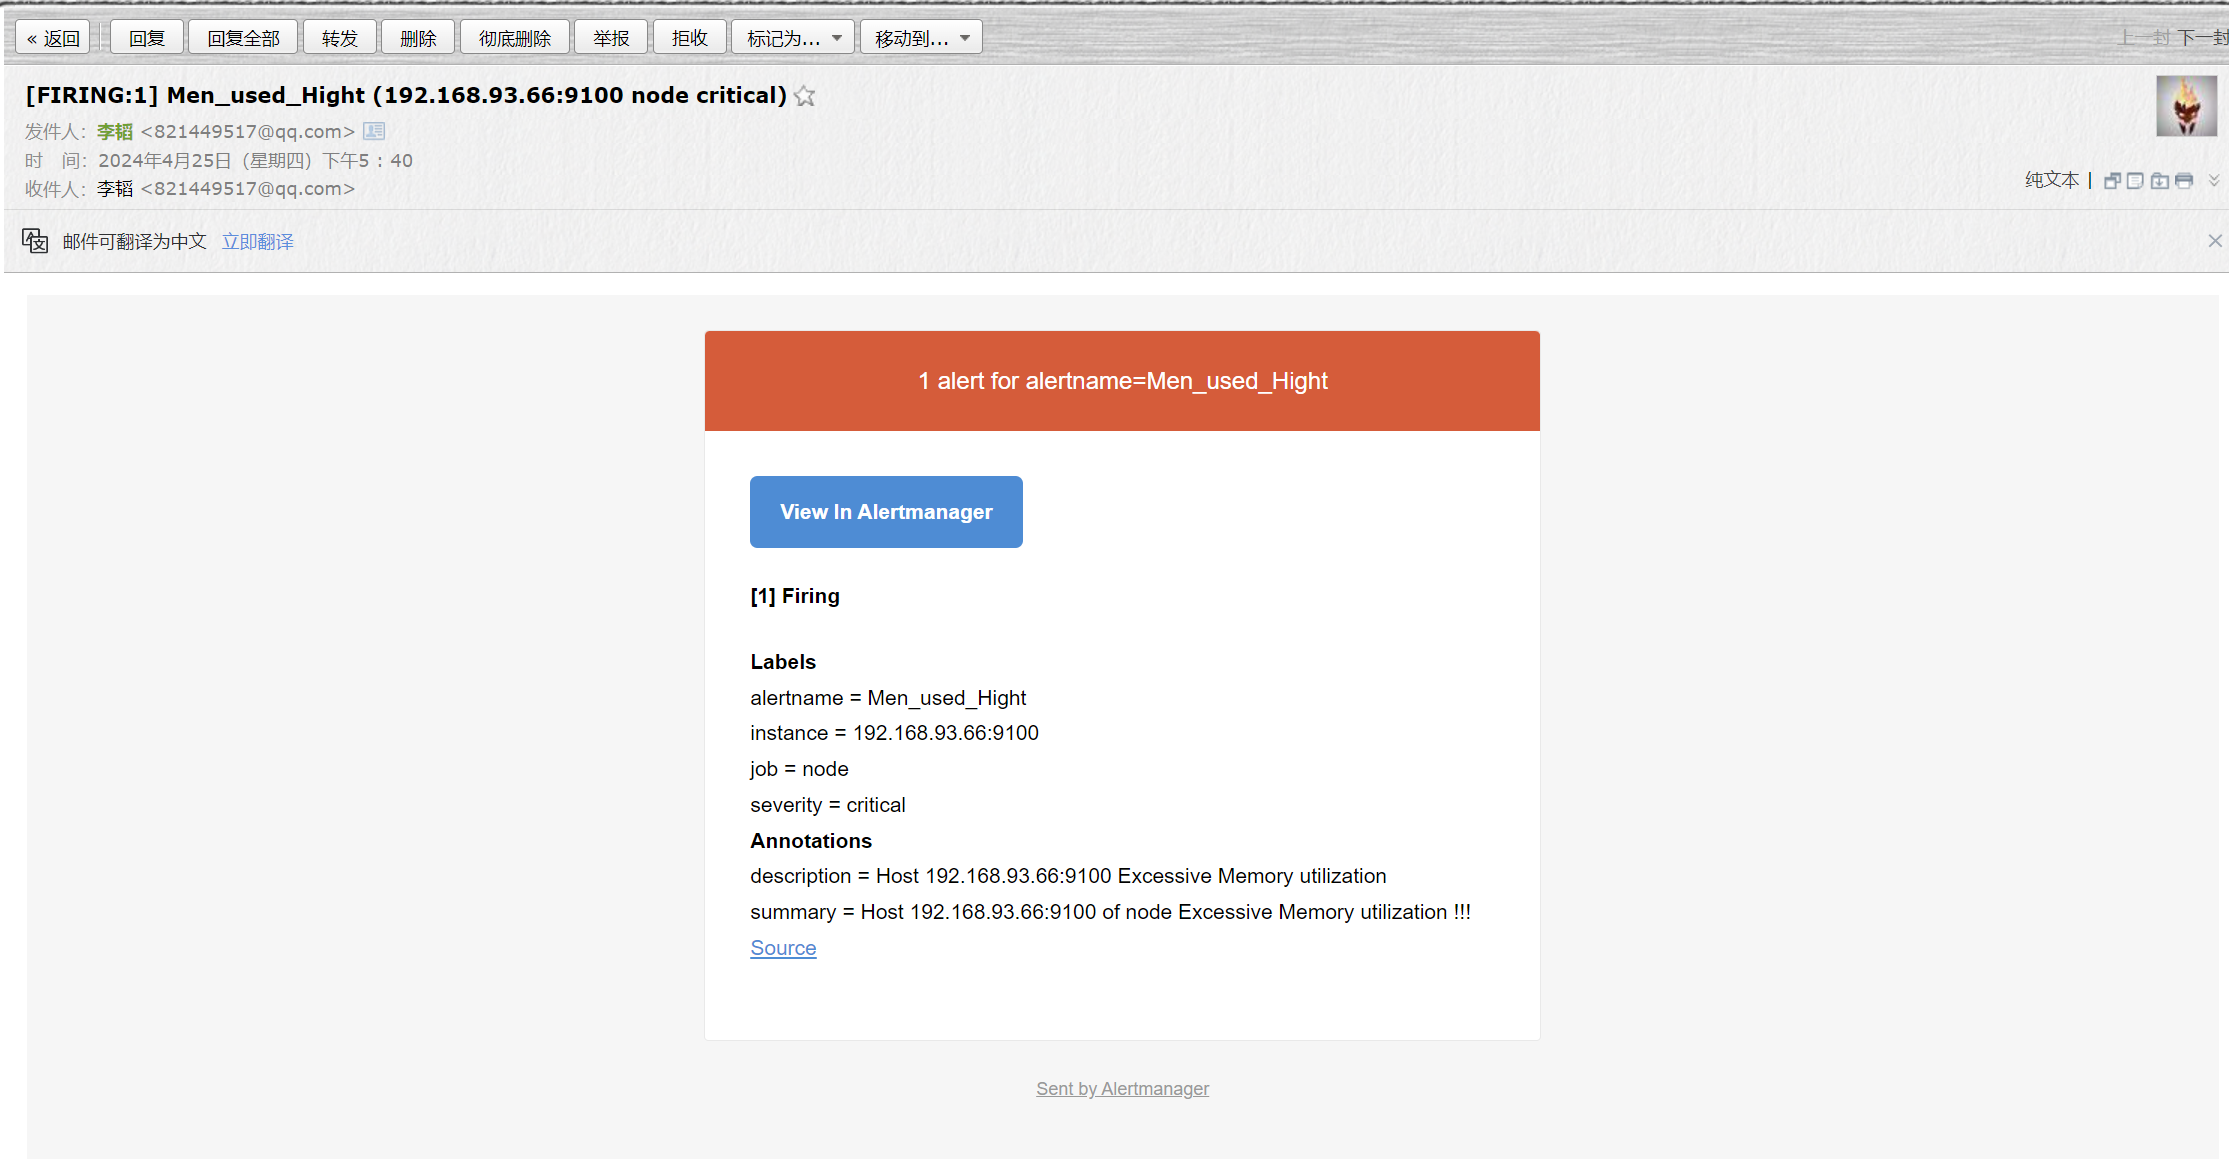 « 返回 回复 回复全部 转发 删除 彻底删除 举报 拒收 标记为... 移动到... 上一封 下一封
[FIRING:1] Men_used_Hight (192.168.93.66:9100 node critical)
发件人：李韬 <821449517@qq.com>
时　间：2024年4月25日（星期四）下午5：40
收件人：李韬 <821449517@qq.com>
纯文本 |
邮件可翻译为中文 立即翻译
1 alert for alertname=Men_used_Hight
View In Alertmanager
[1] Firing
Labels
alertname = Men_used_Hight
instance = 192.168.93.66:9100
job = node
severity = critical
Annotations
description = Host 192.168.93.66:9100 Excessive Memory utilization
summary = Host 192.168.93.66:9100 of node Excessive Memory utilization !!!
Source
Sent by Alertmanager